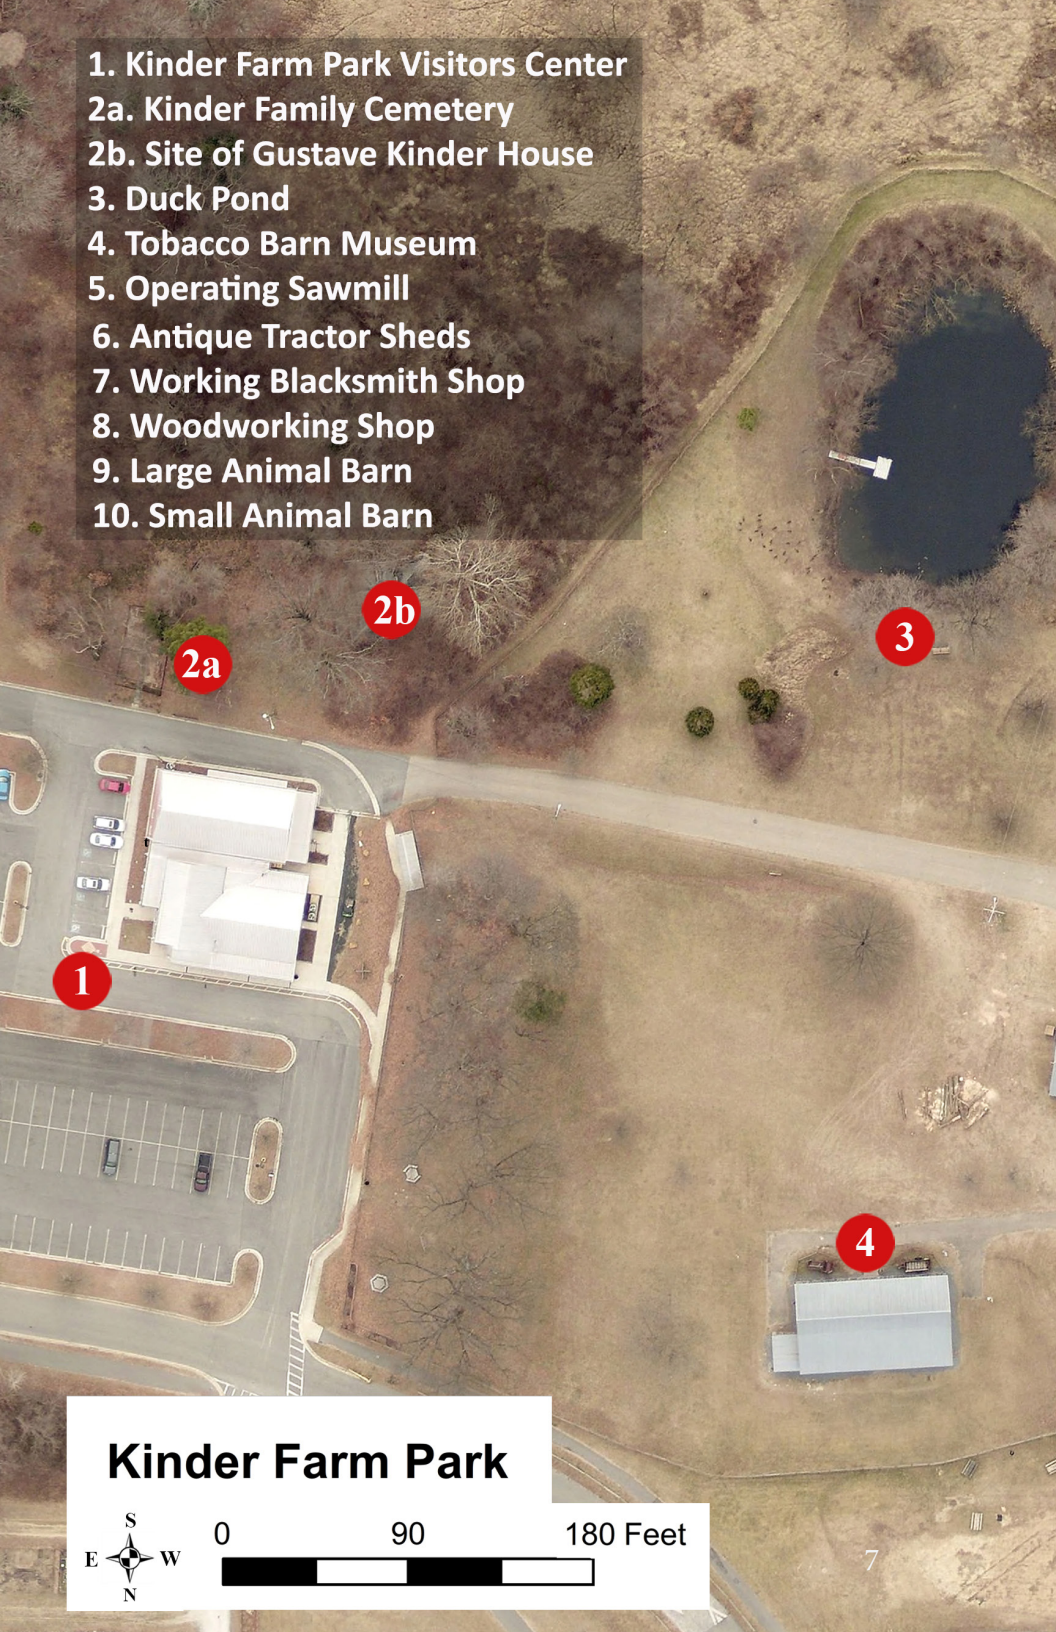 1. Kinder Farm Park Visitors Center
2a. Kinder Family Cemetery
2b. Site of Gustave Kinder House
3. Duck Pond
4. Tobacco Barn Museum
5. Operating Sawmill
6. Antique Tractor Sheds
7. Working Blacksmith Shop
8. Woodworking Shop
9. Large Animal Barn
10. Small Animal Barn
2b
2a
3
1
4
Kinder Farm Park
S
E W
N
0 90 180 Feet
7